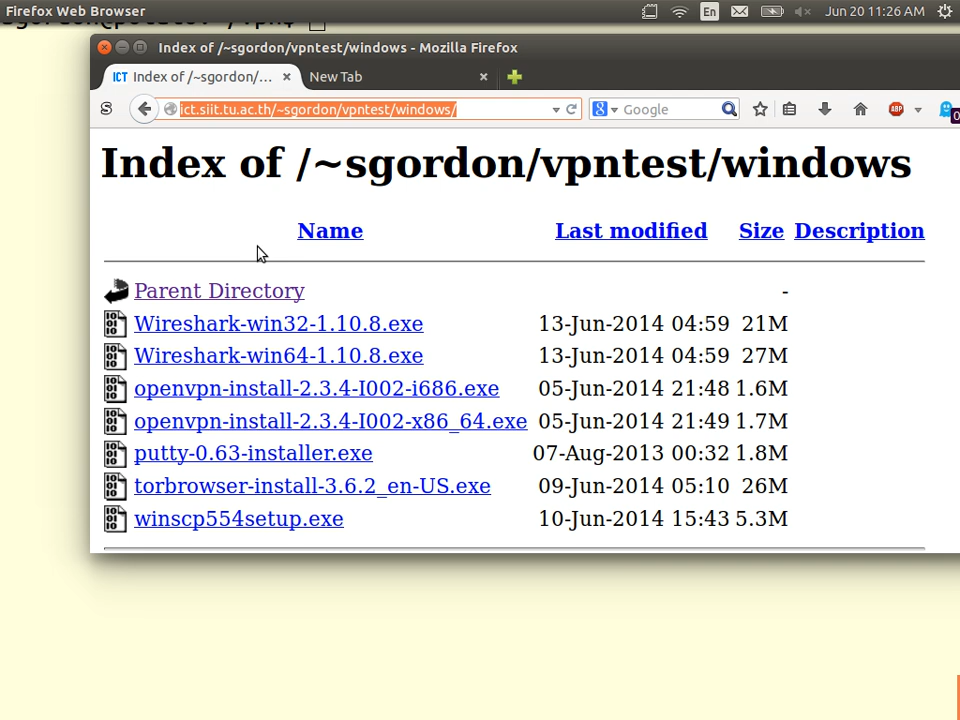 Firefox Web Browser
En
Jun 20 11:26 AM
Index of /~sgordon/vpntest/windows - Mozilla Firefox
ICT Index of /~sgordon/...
New Tab
S
ict.siit.tu.ac.th/~sgordon/vpntest/windows/
8 Google
ABP
0
Index of /~sgordon/vpntest/windows
Name Last modified Size Description
Parent Directory -
Wireshark-win32-1.10.8.exe 13-Jun-2014 04:59 21M
Wireshark-win64-1.10.8.exe 13-Jun-2014 04:59 27M
openvpn-install-2.3.4-I002-i686.exe 05-Jun-2014 21:48 1.6M
openvpn-install-2.3.4-I002-x86_64.exe 05-Jun-2014 21:49 1.7M
putty-0.63-installer.exe 07-Aug-2013 00:32 1.8M
torbrowser-install-3.6.2_en-US.exe 09-Jun-2014 05:10 26M
winscp554setup.exe 10-Jun-2014 15:43 5.3M